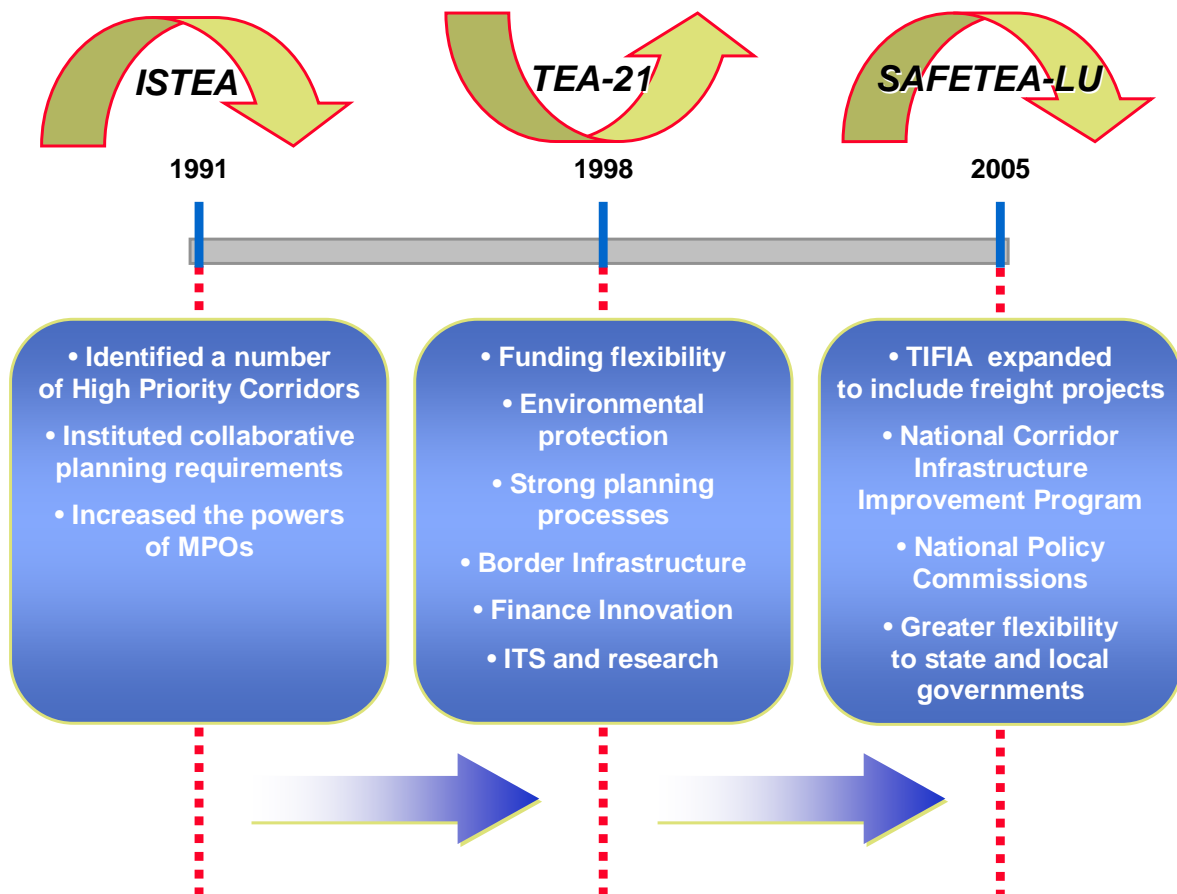 ISTEA
TEA-21
SAFETEA-LU
1991
1998
2005
• Identified a number
of High Priority Corridors
• Instituted collaborative
planning requirements
• Increased the powers
of MPOs
• Funding flexibility
• Environmental
protection
• Strong planning
processes
• Border Infrastructure
• Finance Innovation
• ITS and research
• TIFIA  expanded
to include freight projects
• National Corridor
Infrastructure
Improvement Program
• National Policy
Commissions
• Greater flexibility
to state and local
governments